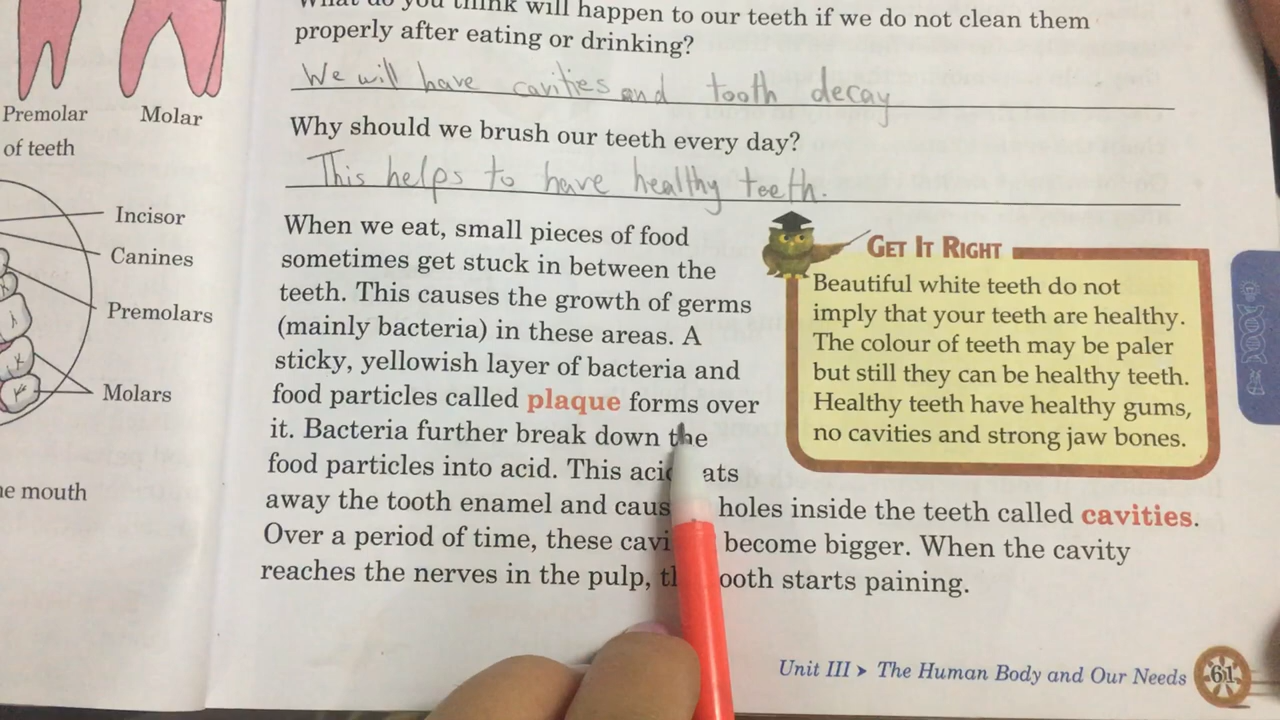 What do you think will happen to our teeth if we do not clean them
properly after eating or drinking?
We will have cavities and tooth decay
Why should we brush our teeth every day?
This helps to have healthy teeth.
Premolar Molar
of teeth
Incisor
Canines
Premolars
Molars
mouth
When we eat, small pieces of food
sometimes get stuck in between the
teeth. This causes the growth of germs
(mainly bacteria) in these areas. A
sticky, yellowish layer of bacteria and
food particles called plaque forms over
it. Bacteria further break down the
food particles into acid. This
away the tooth enamel and holes inside the teeth called cavities.
Over a period of time, these become bigger. When the cavity
reaches the nerves in the pulp, starts paining.
GET IT RIGHT
Beautiful white teeth do not
imply that your teeth are healthy.
The colour of teeth may be paler
but still they can be healthy teeth.
Healthy teeth have healthy gums,
no cavities and strong jaw bones.
Unit III > The Human Body and Our Needs 61